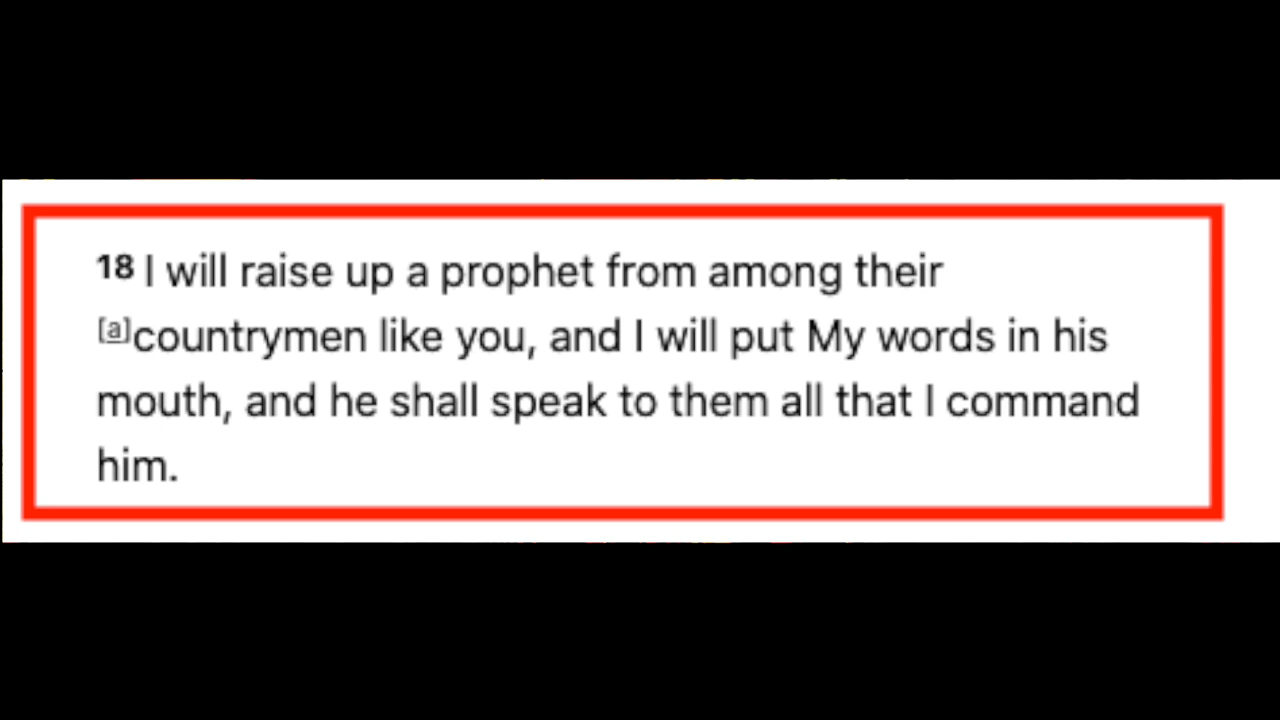 18 I will raise up a prophet from among their
[a]countrymen like you, and I will put My words in his
mouth, and he shall speak to them all that I command
him.